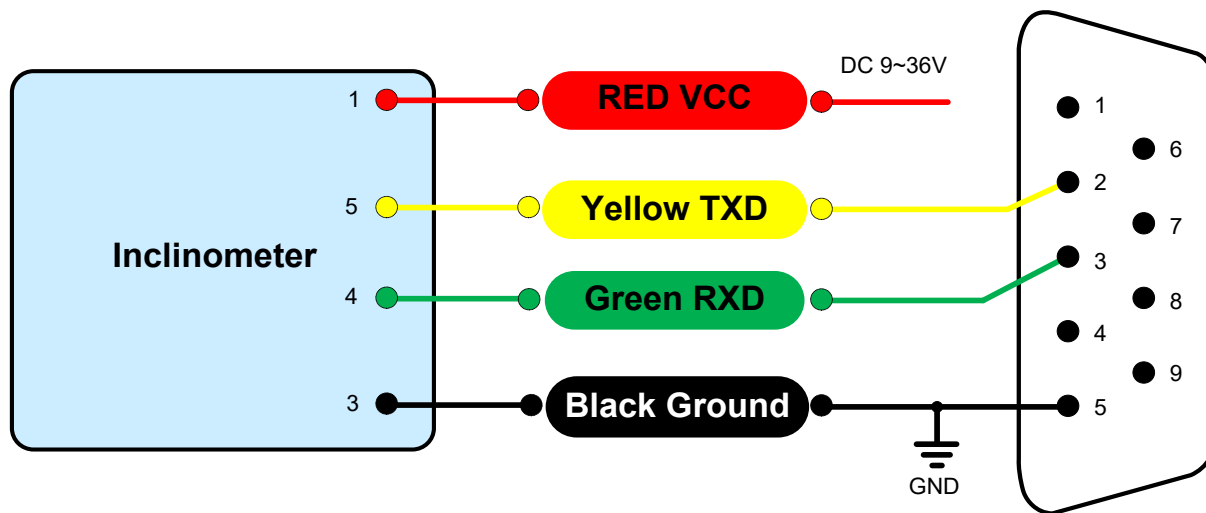 DC 9~36V
1
RED VCC
1
6
5
Yellow TXD
2
7
Inclinometer
3
4
Green RXD
8
4
9
3
Black Ground
5
GND